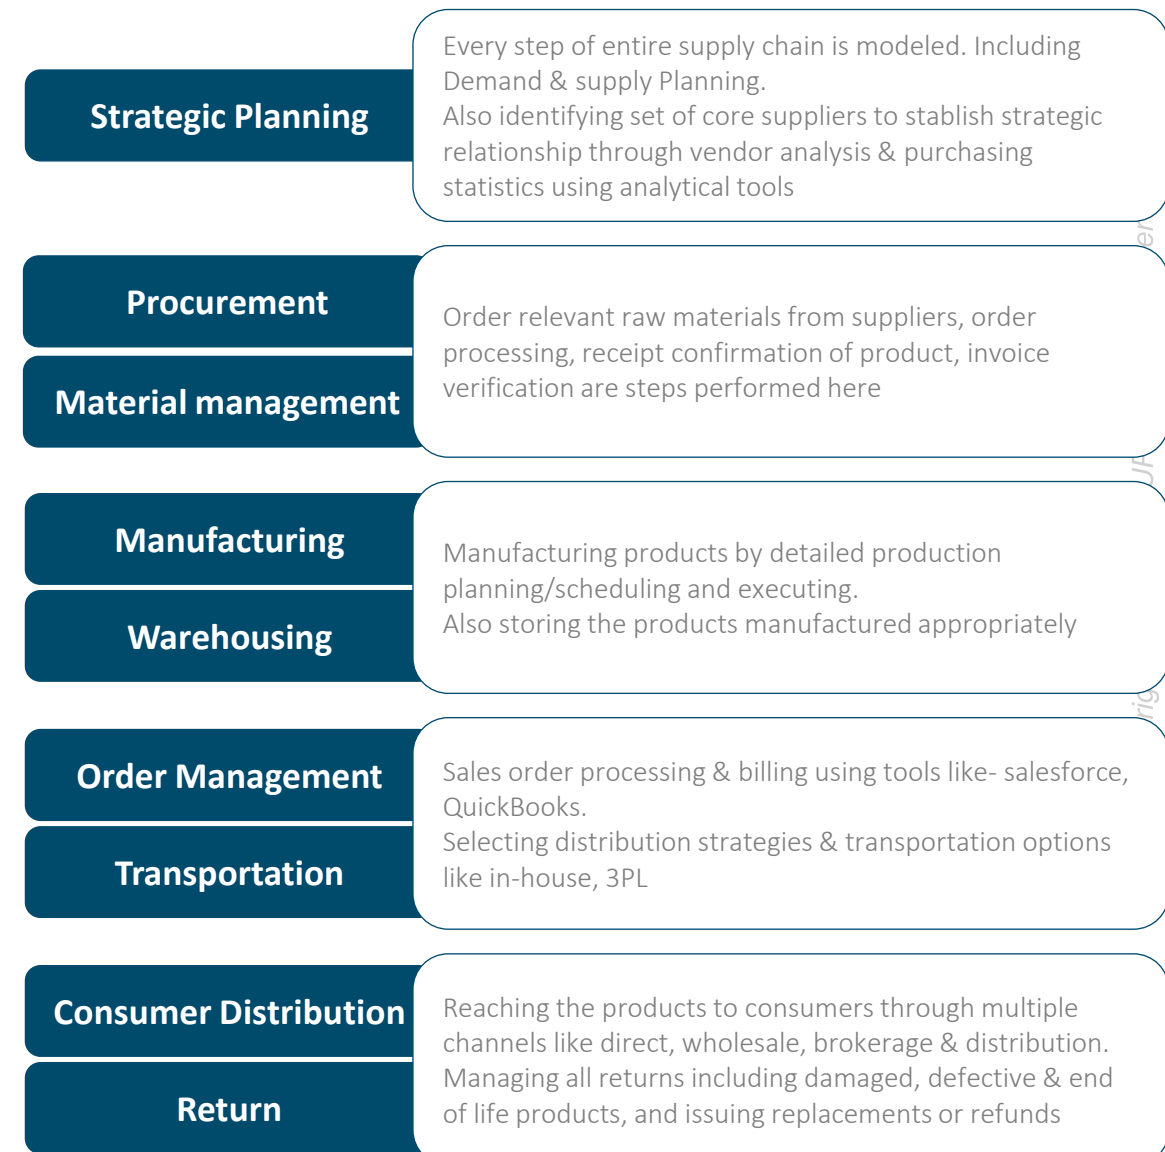 Strategic Planning
Every step of entire supply chain is modeled. Including
Demand & supply Planning.
Also identifying set of core suppliers to stablish strategic
relationship through vendor analysis & purchasing
statistics using analytical tools
Procurement
Material management
Order relevant raw materials from suppliers, order
processing, receipt confirmation of product, invoice
verification are steps performed here
Manufacturing
Warehousing
Manufacturing products by detailed production
planning/scheduling and executing.
Also storing the products manufactured appropriately
Order Management
Transportation
Sales order processing & billing using tools like- salesforce,
QuickBooks.
Selecting distribution strategies & transportation options
like in-house, 3PL
Consumer Distribution
Return
Reaching the products to consumers through multiple
channels like direct, wholesale, brokerage & distribution.
Managing all returns including damaged, defective & end
of life products, and issuing replacements or refunds